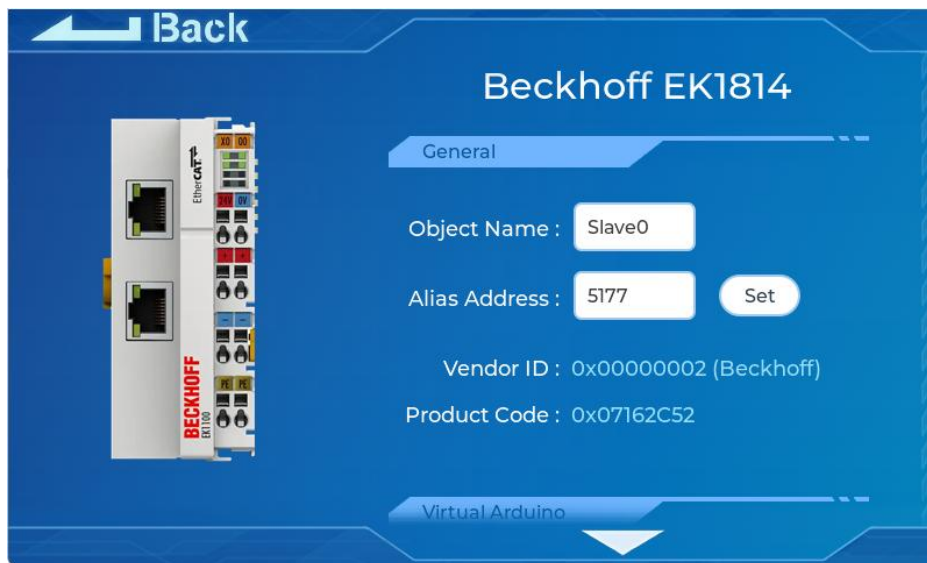 Back
Beckhoff EK1814
General
Object Name : Slave0
Alias Address : 5177 Set
Vendor ID : 0x00000002 (Beckhoff)
Product Code : 0x07162C52
Virtual Arduino
X0 00
EtherCAT
24V 0V
+ +
- -
PE PE
BECKHOFF
EK1100